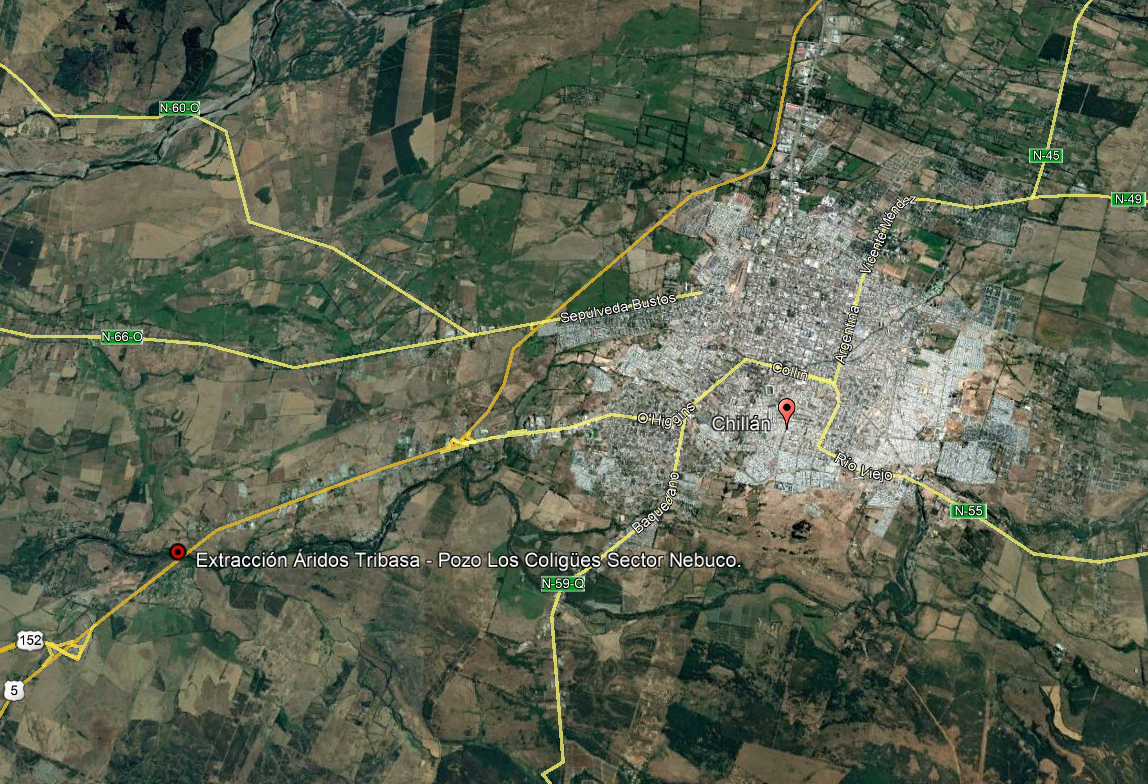 N-60-O
N-45
N-49
Vicente Méndez
Sepúlveda Bustos
N-66-O
Argentina
Collin
O'Higgins
Chillán
Río Viejo
N-55
Baquedano
Extracción Áridos Tribasa - Pozo Los Coligües Sector Nebuco.
N-59-Q
152
5